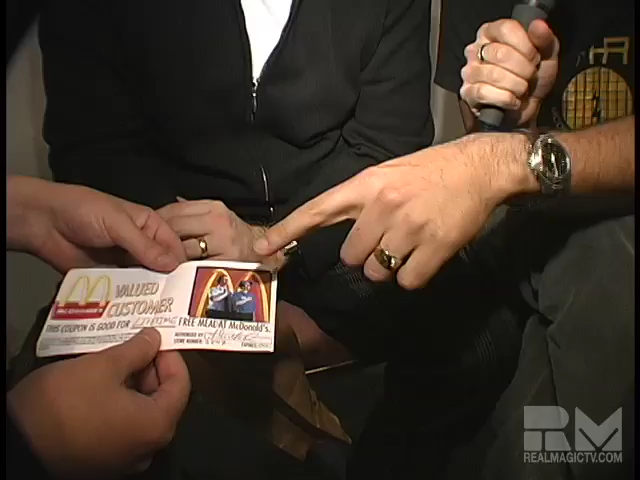 McDONALD'S
VALUED
CUSTOMER
THIS COUPON IS GOOD FOR LIFETIME FREE MEAL AT McDonald's.
AUTHORIZED BY
STORE NUMBER:
EXPIRES:
RM
REALMAGICTV.COM